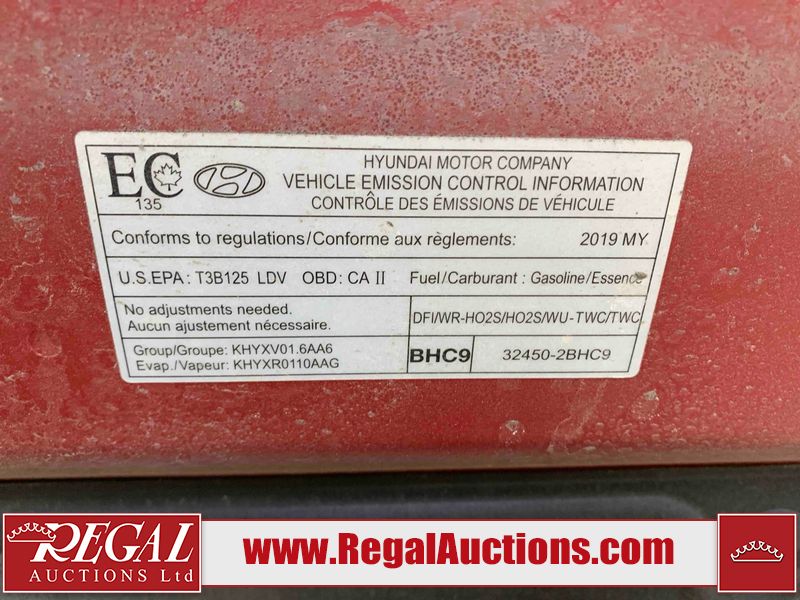 EC
135
HYUNDAI MOTOR COMPANY
VEHICLE EMISSION CONTROL INFORMATION
CONTRÔLE DES ÉMISSIONS DE VÉHICULE
Conforms to regulations/Conforme aux règlements: 2019 MY
U.S.EPA: T3B125 LDV OBD: CA II Fuel/Carburant : Gasoline/Essence
No adjustments needed.
Aucun ajustement nécessaire.
DFI/WR-HO2S/HO2S/WU-TWC/TWC
Group/Groupe: KHYXV01.6AA6
Evap./Vapeur: KHYXR0110AAG
BHC9 32450-2BHC9
REGAL
AUCTIONS Ltd
www.RegalAuctions.com